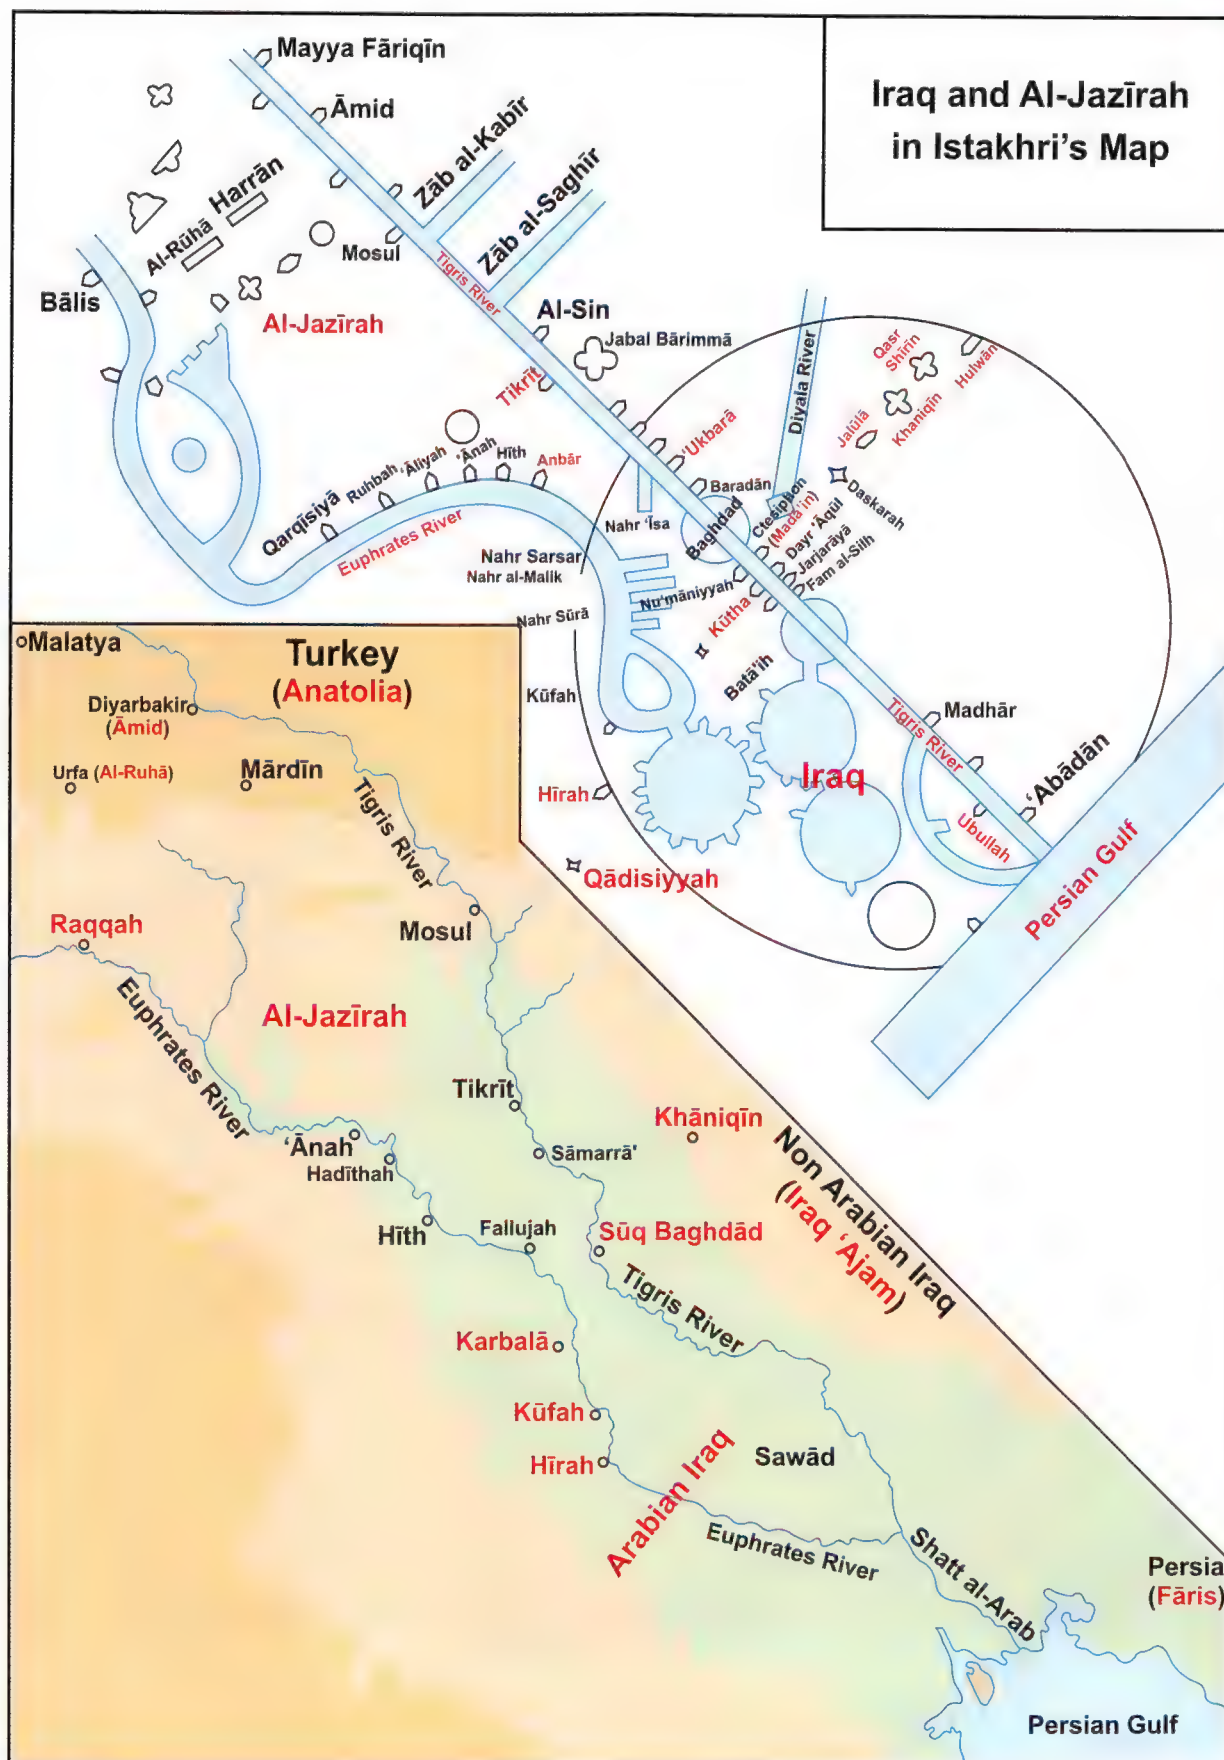 Iraq and Al-Jazīrah
in Istakhri's Map
Mayya Fāriqīn
Āmid
Zāb al-Kabīr
Zāb al-Saghīr
Harrān
Al-Rūhā
Mosul
Tigris River
Bālis
Al-Jazīrah
Al-Sin
Jabal Bārimmā
Tikrīt
Diyala River
Qasr
Shīrīn
Hulwān
Khaniqīn
Jalūlā
'Ukbarā
Daskarah
Baradān
Qarqīsiyā
Ruhbah
'Āliyah
'Ānah
Hīth
Anbār
Euphrates River
Nahr 'Īsa
Baghdad
Ctesiption
(Madā'in)
Dayr 'Āqūl
Jarjarāyā
Fam al-Silh
Nahr Sarsar
Nahr al-Malik
Nu'māniyyah
Kūtha
Nahr Sūrā
Batā'ih
Kūfah
Madhār
Tigris River
'Abādān
Iraq
Hīrah
Ubullah
Qādisiyyah
Persian Gulf
Malatya
Turkey
(Anatolia)
Diyarbakir
(Āmid)
Urfa (Al-Ruhā)
Mārdīn
Tigris River
Raqqah
Mosul
Al-Jazīrah
Euphrates River
Tikrīt
Khāniqīn
'Ānah
Hadīthah
Sāmarrā'
Non Arabian Iraq
(Iraq 'Ajam)
Hīth
Fallujah
Sūq Baghdād
Tigris River
Karbalā
Kūfah
Hīrah
Arabian Iraq
Sawād
Euphrates River
Shatt al-Arab
Persia
(Fāris)
Persian Gulf